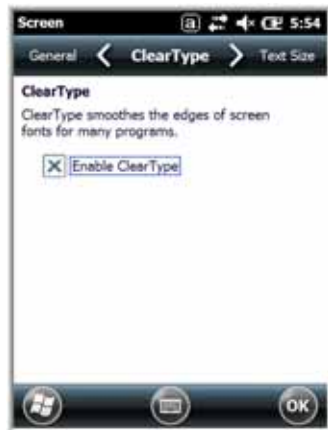 Screen a 5:54
General ClearType Text Size
ClearType
ClearType smoothes the edges of screen
fonts for many programs.
Enable ClearType
OK